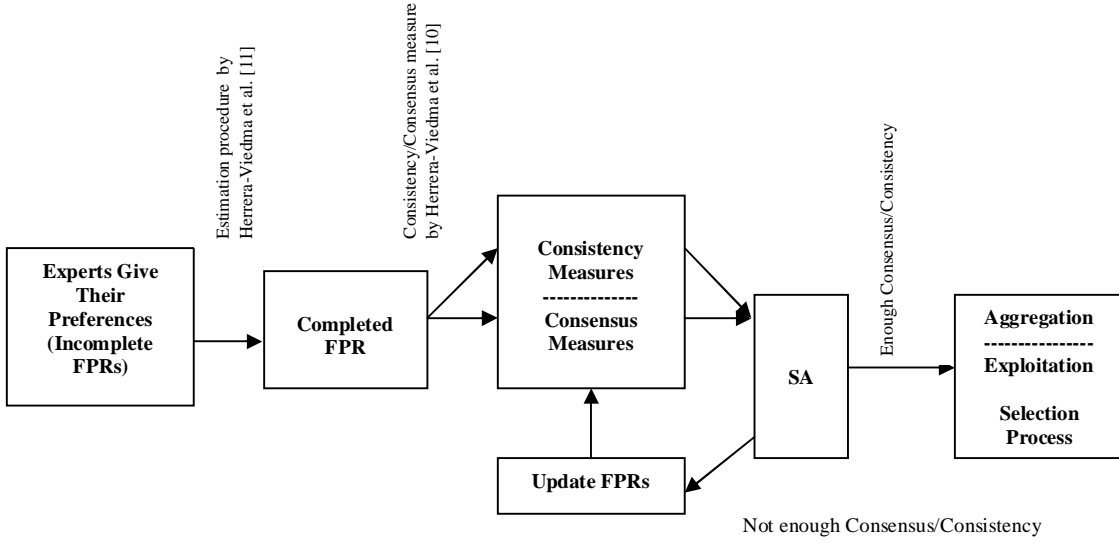 Estimation procedure by
Herrera-Viedma et al. [11]
Consistency/Consensus measure
by Herrera-Viedma et al. [10]
Enough Consensus/Consistency
Experts Give
Their
Preferences
(Incomplete
FPRs)
Completed
FPR
Consistency
Measures
---------------
Consensus
Measures
SA
Aggregation
------------------
Exploitation
Selection
Process
Update FPRs
Not enough Consensus/Consistency